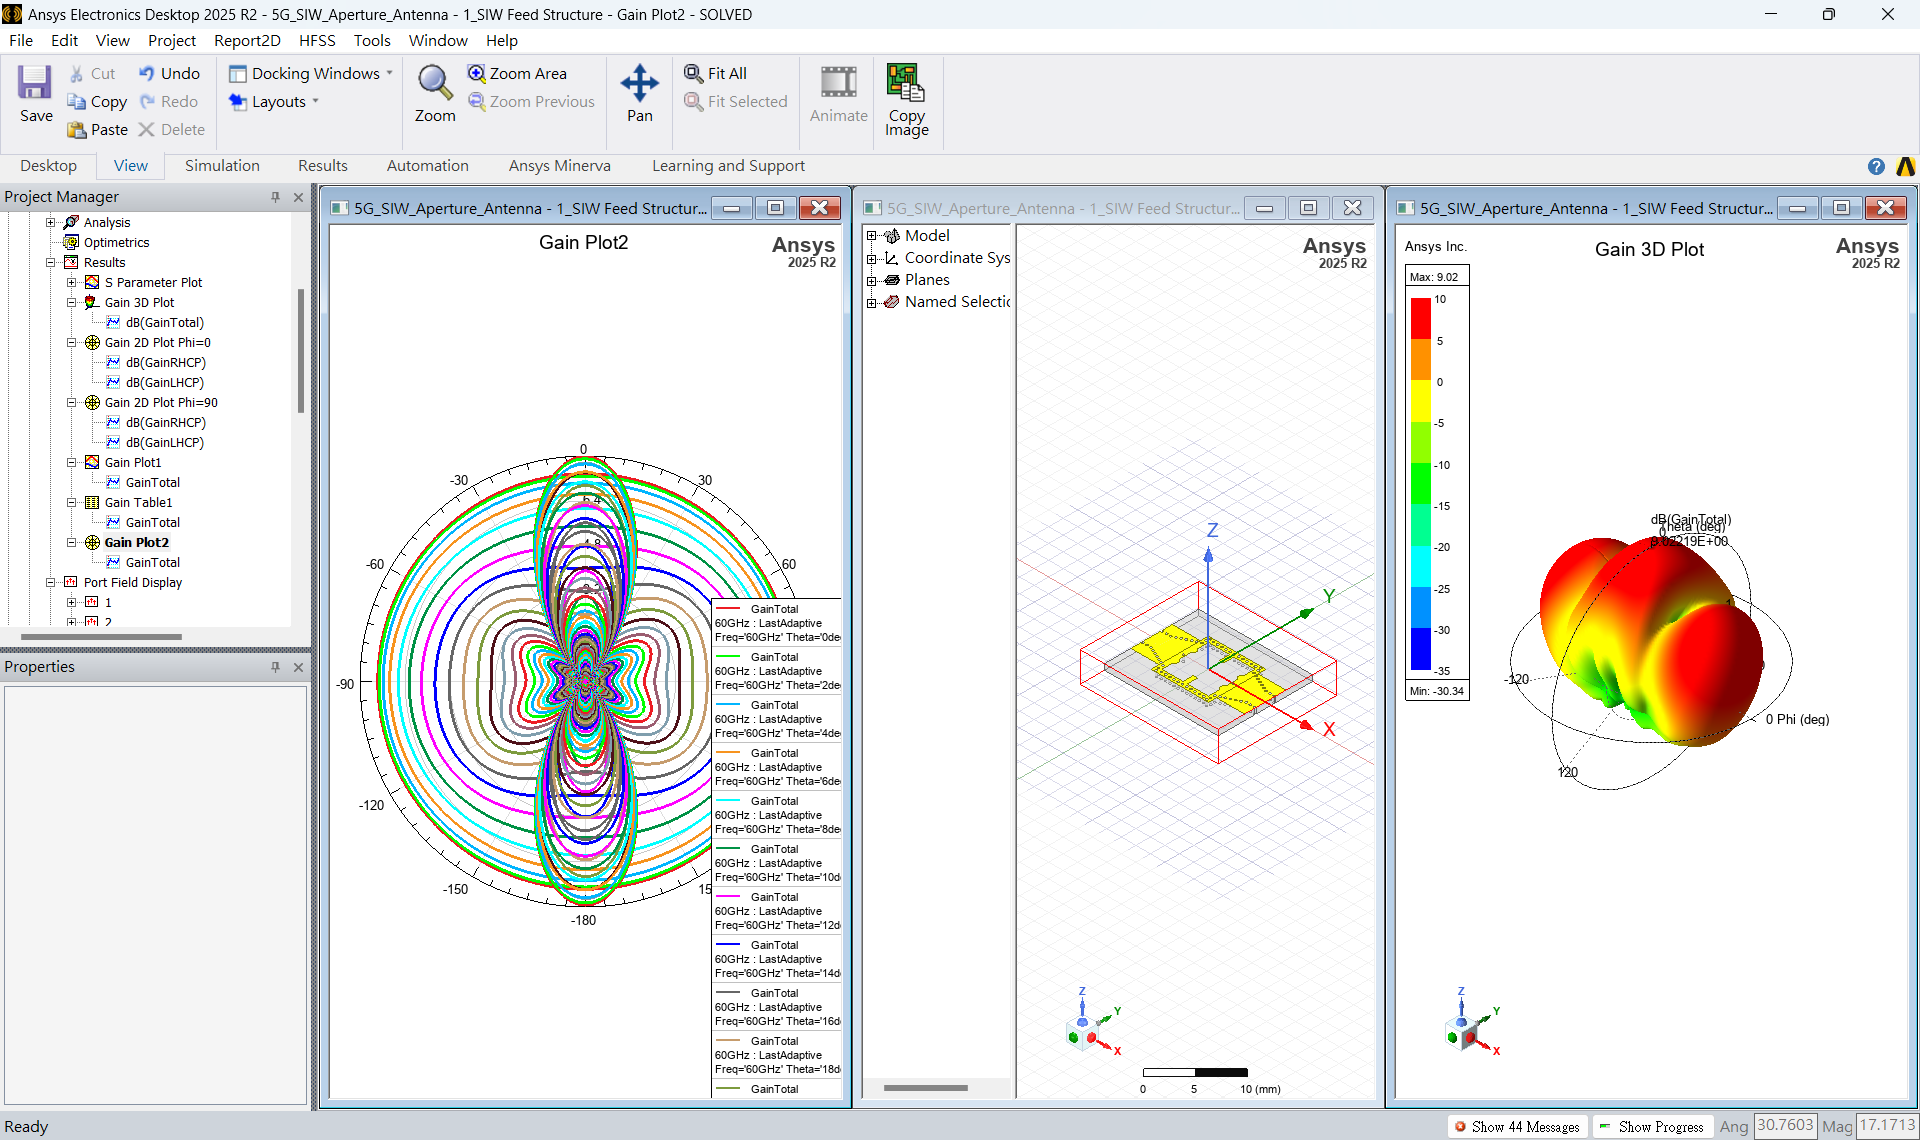 Ansys Electronics Desktop 2025 R2 - 5G_SIW_Aperture_Antenna - 1_SIW Feed Structure - Gain Plot2 - SOLVED
File Edit View Project Report2D HFSS Tools Window Help
Save
Cut
Copy
Paste
Undo
Redo
Delete
Docking Windows
Layouts
Zoom
Zoom Area
Zoom Previous
Pan
Fit All
Fit Selected
Animate
Copy
Image
Desktop View Simulation Results Automation Ansys Minerva Learning and Support
Project Manager
Analysis
Optimetrics
Results
S Parameter Plot
Gain 3D Plot
dB(GainTotal)
Gain 2D Plot Phi=0
dB(GainRHCP)
dB(GainLHCP)
Gain 2D Plot Phi=90
dB(GainRHCP)
dB(GainLHCP)
Gain Plot1
GainTotal
Gain Table1
GainTotal
Gain Plot2
GainTotal
Port Field Display
1
2
Properties
5G_SIW_Aperture_Antenna - 1_SIW Feed Structur...
Gain Plot2
Ansys
2025 R2
0
-30
30
-60
60
-90
-120
-150
15
-180
GainTotal
60GHz : LastAdaptive
Freq='60GHz' Theta='0de
GainTotal
60GHz : LastAdaptive
Freq='60GHz' Theta='2de
GainTotal
60GHz : LastAdaptive
Freq='60GHz' Theta='4de
GainTotal
60GHz : LastAdaptive
Freq='60GHz' Theta='6de
GainTotal
60GHz : LastAdaptive
Freq='60GHz' Theta='8de
GainTotal
60GHz : LastAdaptive
Freq='60GHz' Theta='10d
GainTotal
60GHz : LastAdaptive
Freq='60GHz' Theta='12d
GainTotal
60GHz : LastAdaptive
Freq='60GHz' Theta='14d
GainTotal
60GHz : LastAdaptive
Freq='60GHz' Theta='16d
GainTotal
60GHz : LastAdaptive
Freq='60GHz' Theta='18d
GainTotal
5G_SIW_Aperture_Antenna - 1_SIW Feed Structur...
Model
Coordinate Sys
Planes
Named Selectic
Ansys
2025 R2
Z
Y
X
Z
Y
X
0 5 10 (mm)
5G_SIW_Aperture_Antenna - 1_SIW Feed Structur...
Ansys Inc.
Gain 3D Plot
Ansys
2025 R2
Max: 9.02
10
5
0
-5
-10
-15
-20
-25
-30
-35
Min: -30.34
dB(GainTotal)
Theta (deg)
-120
0 Phi (deg)
120
Z
Y
X
Ready
Show 44 Messages
Show Progress
Ang 30.7603 Mag 17.1713